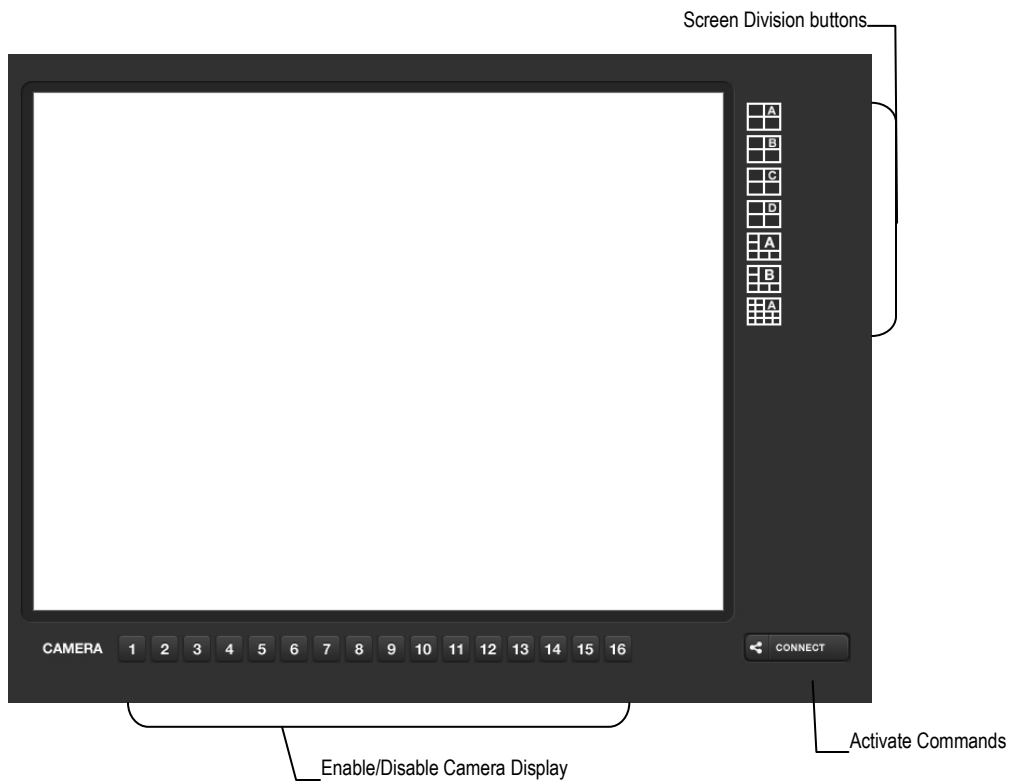 Screen Division buttons
A
B
C
D
A
B
A
CAMERA 1 2 3 4 5 6 7 8 9 10 11 12 13 14 15 16
CONNECT
Activate Commands
Enable/Disable Camera Display